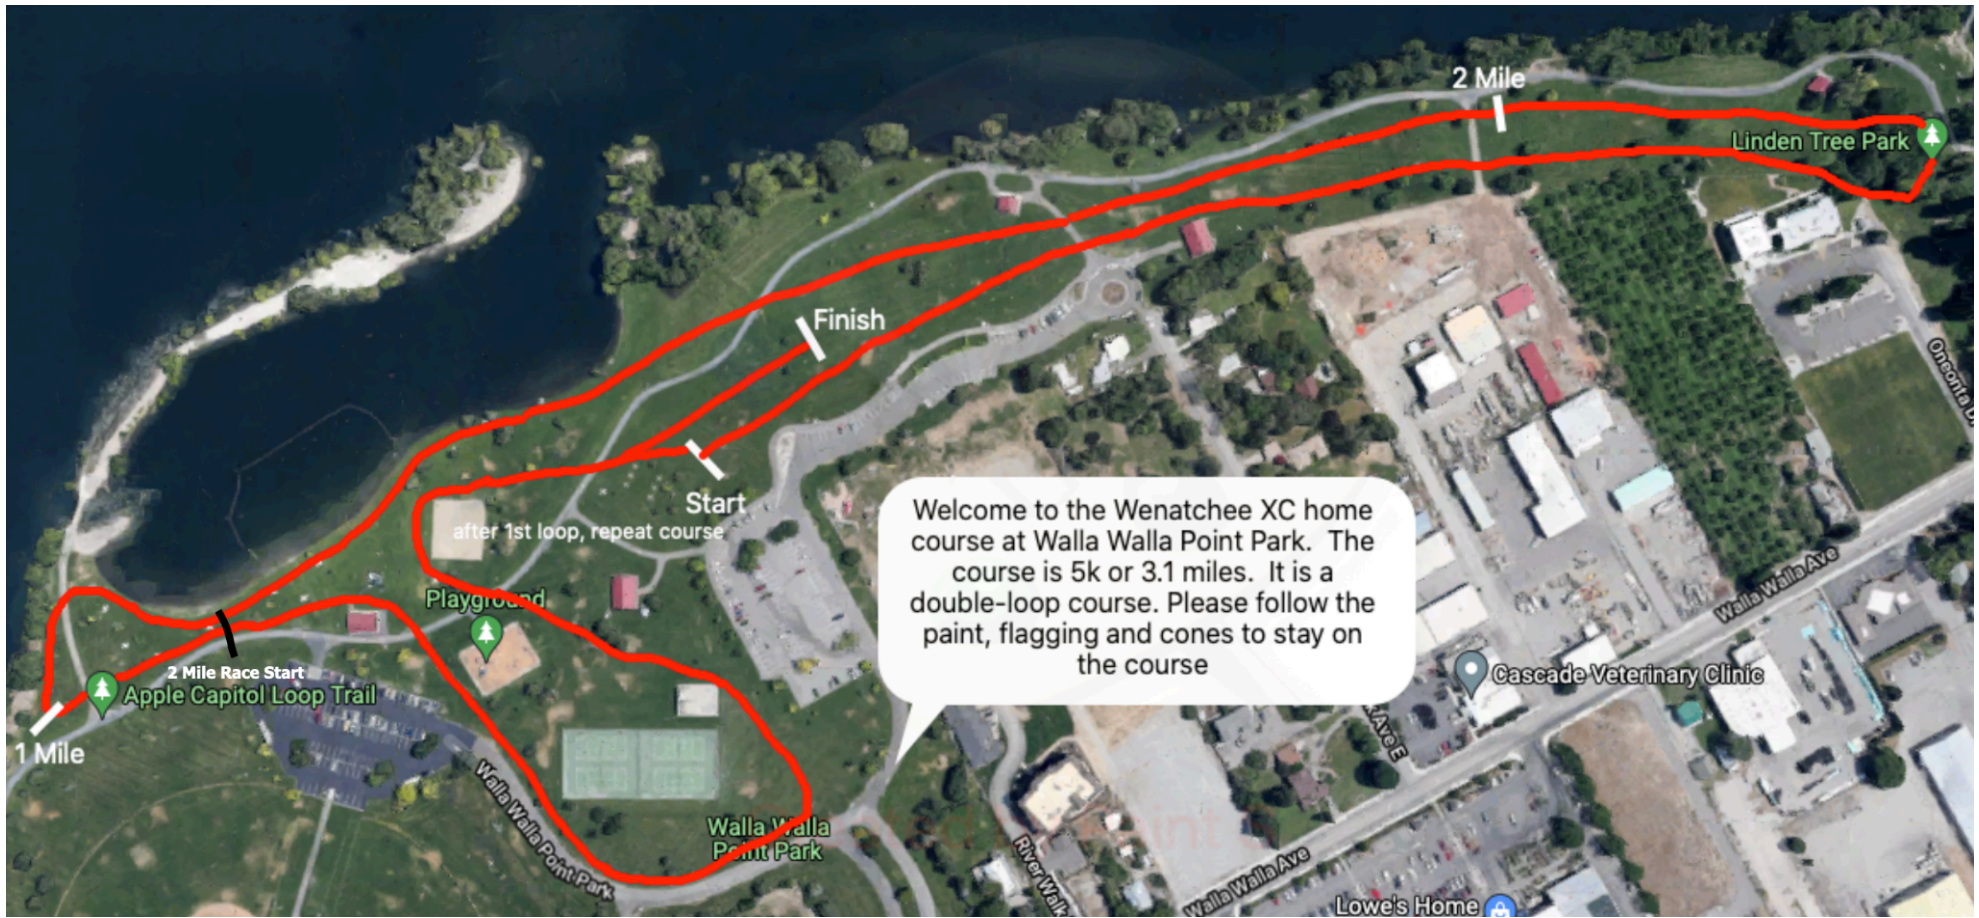 2 Mile
Linden Tree Park
Finish
Start
after 1st loop, repeat course
Welcome to the Wenatchee XC home
course at Walla Walla Point Park. The
course is 5k or 3.1 miles. It is a
double-loop course. Please follow the
paint, flagging and cones to stay on
the course
Oneonta D
Walla Walla Ave
Playground
2 Mile Race Start
Apple Capitol Loop Trail
1 Mile
Cascade Veterinary Clinic
Ave E
Walla Walla Point Park
Walla Walla
Point Park
River Walk
Walla Walla Ave
Lowe's Home